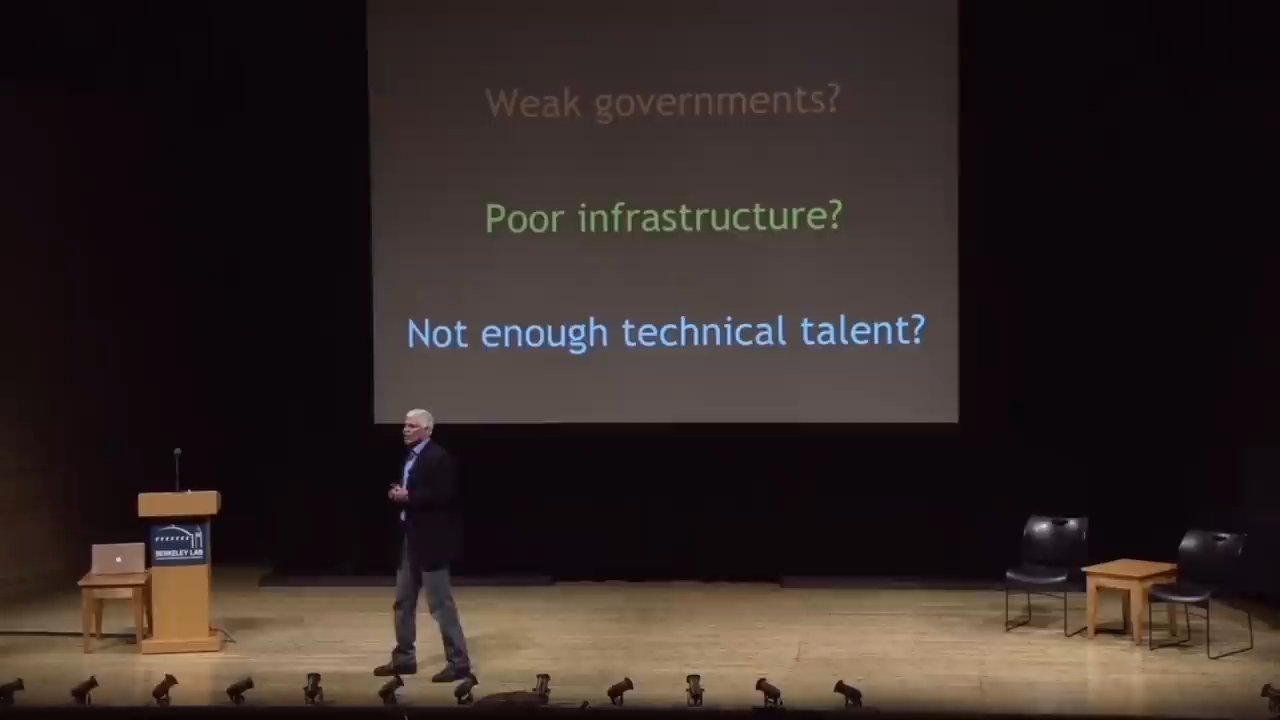 Weak governments?
Poor infrastructure?
Not enough technical talent?
BERKELEY LAB